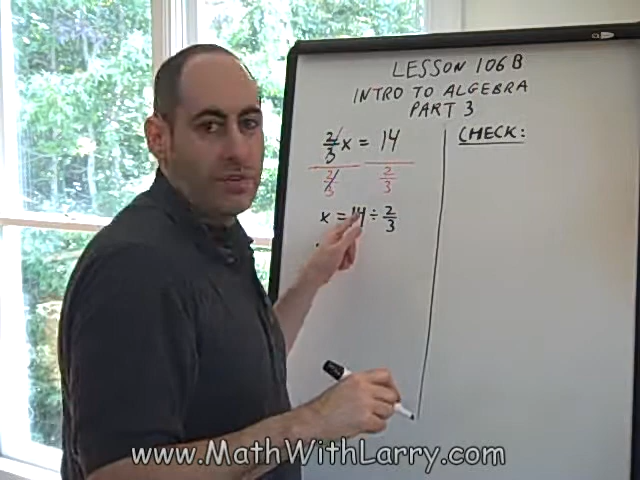 LESSON 106B
INTRO TO ALGEBRA
PART 3
2/3 x = 14
2/3 2/3
x = 14 ÷ 2/3
CHECK:
www.MathWithLarry.com